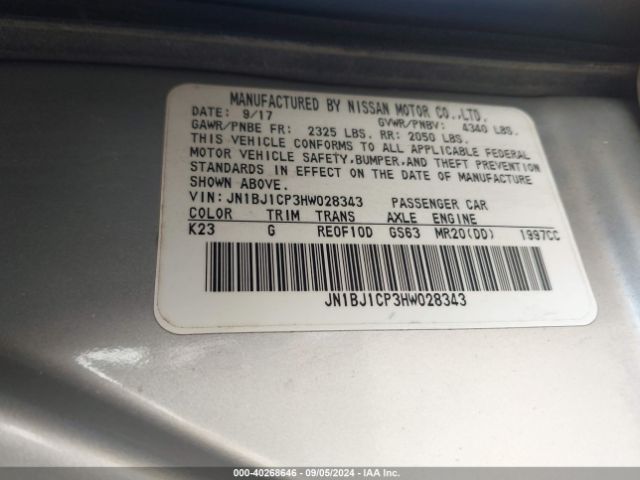 MANUFACTURED BY NISSAN MOTOR CO.,LTD.
DATE: 9/17 GVWR/PNBV: 4340 LBS.
GAWR/PNBE FR: 2325 LBS. RR: 2050 LBS.
THIS VEHICLE CONFORMS TO ALL APPLICABLE FEDERAL
MOTOR VEHICLE SAFETY,BUMPER,AND THEFT PREVENTION
STANDARDS IN EFFECT ON THE DATE OF MANUFACTURE
SHOWN ABOVE.
VIN: JN1BJ1CP3HW028343 PASSENGER CAR
COLOR TRIM TRANS AXLE ENGINE
K23 G RE0F10D GS63 MR20(DD) 1997CC
JN1BJ1CP3HW028343
000-40268646 - 09/05/2024 - IAA Inc.